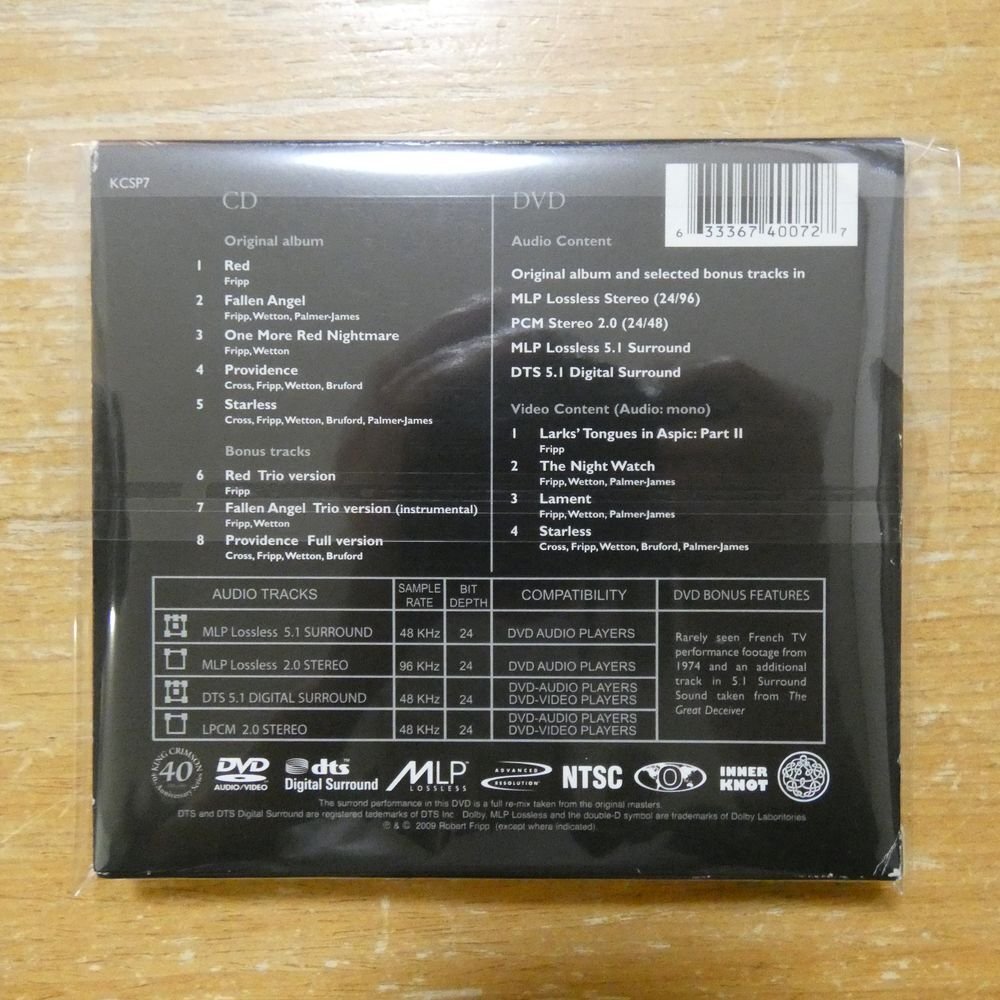 KCSP7
CD
Original album
1 Red
Fripp
2 Fallen Angel
Fripp, Wetton, Palmer-James
3 One More Red Nightmare
Fripp, Wetton
4 Providence
Cross, Fripp, Wetton, Bruford
5 Starless
Cross, Fripp, Wetton, Bruford, Palmer-James
Bonus tracks
6 Red Trio version
Fripp
7 Fallen Angel Trio version (instrumental)
Fripp, Wetton
8 Providence Full version
Cross, Fripp, Wetton, Bruford
DVD
6 33367 40072 7
Audio Content
Original album and selected bonus tracks in
MLP Lossless Stereo (24/96)
PCM Stereo 2.0 (24/48)
MLP Lossless 5.1 Surround
DTS 5.1 Digital Surround
Video Content (Audio: mono)
1 Larks' Tongues in Aspic: Part II
Fripp
2 The Night Watch
Fripp, Wetton, Palmer-James
3 Lament
Fripp, Wetton, Palmer-James
4 Starless
Cross, Fripp, Wetton, Bruford, Palmer-James
AUDIO TRACKS SAMPLE RATE BIT DEPTH COMPATIBILITY DVD BONUS FEATURES
MLP Lossless 5.1 SURROUND 48 KHz 24 DVD AUDIO PLAYERS
MLP Lossless 2.0 STEREO 96 KHz 24 DVD AUDIO PLAYERS
DTS 5.1 DIGITAL SURROUND 48 KHz 24 DVD-AUDIO PLAYERS
DVD-VIDEO PLAYERS
LPCM 2.0 STEREO 48 KHz 24 DVD-AUDIO PLAYERS
DVD-VIDEO PLAYERS
Rarely seen French TV
performance footage from
1974 and an additional
track in 5.1 Surround
Sound taken from The
Great Deceiver
KING CRIMSON 40 Anniversary Series
DVD AUDIO/VIDEO
dts Digital Surround
MLP LOSSLESS
ADVANCED RESOLUTION
NTSC
0
INNER KNOT
The surrond performance in this DVD is a full re-mix taken from the original masters.
DTS and DTS Digital Surround are registered trademarks of DTS Inc Dolby, MLP Lossless and the double-D symbol are trademarks of Dolby Laboritories
℗ & © 2009 Robert Fripp (except where indicated).